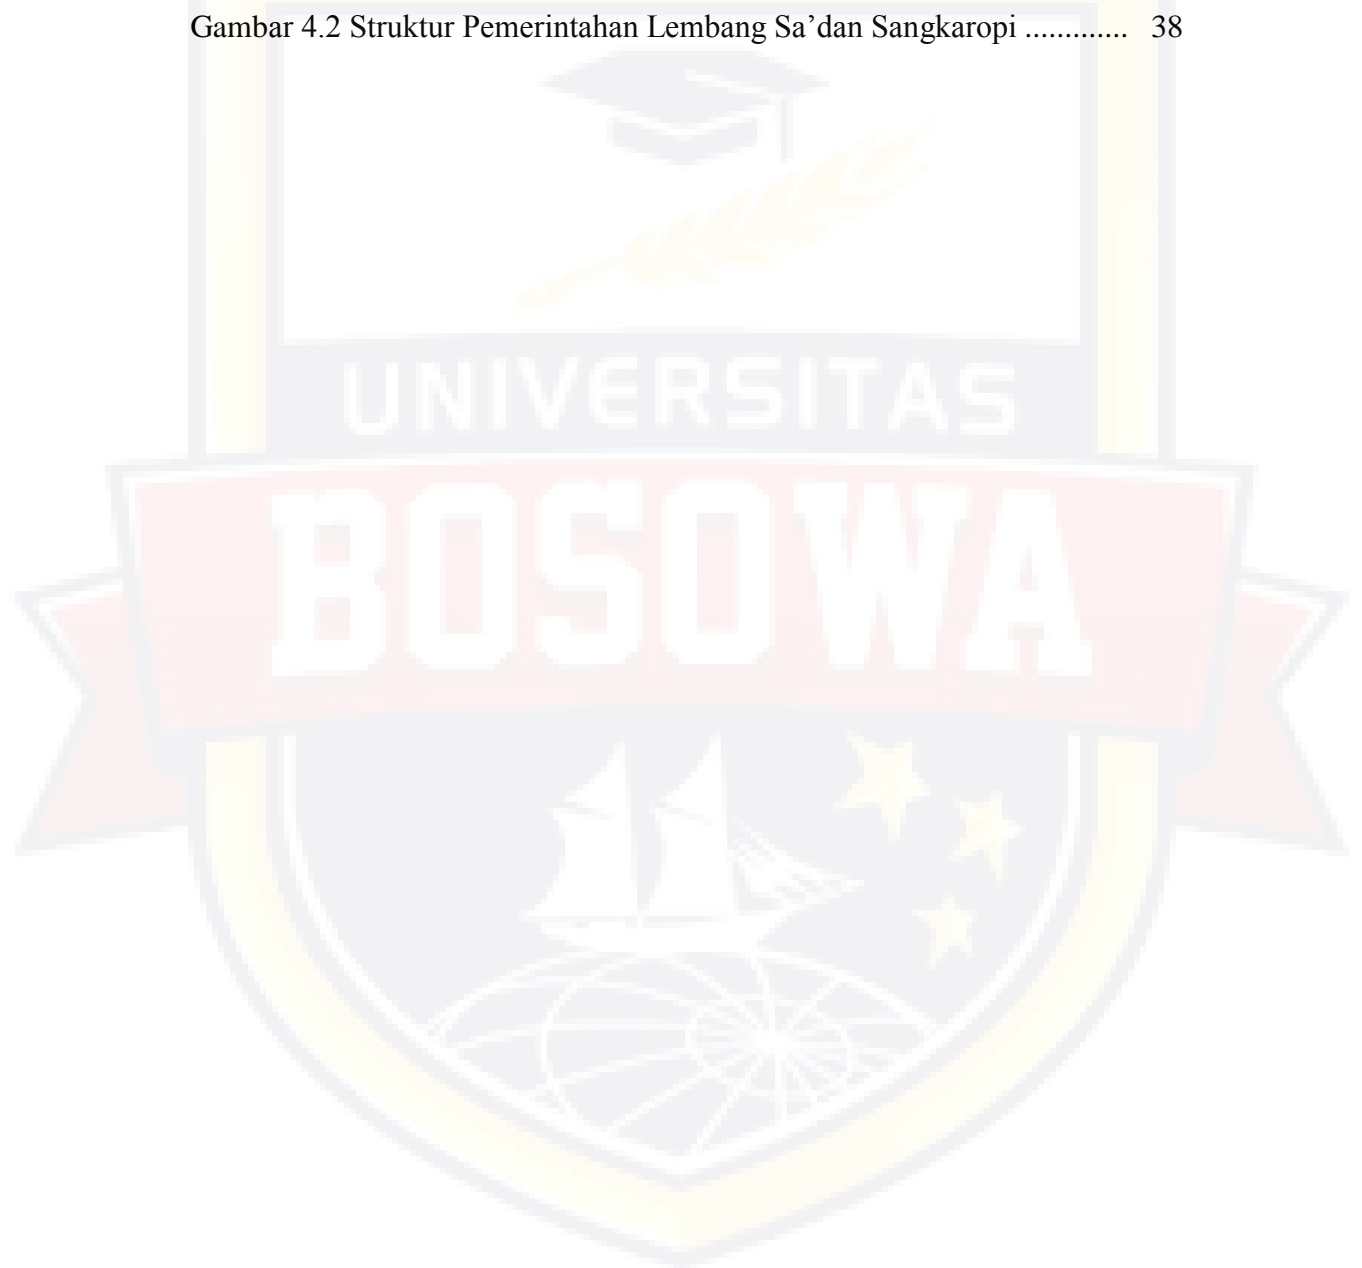 Gambar 4.2 Struktur Pemerintahan Lembang Sa’dan Sangkaropi ............. 38
UNIVERSITAS
BOSOWA